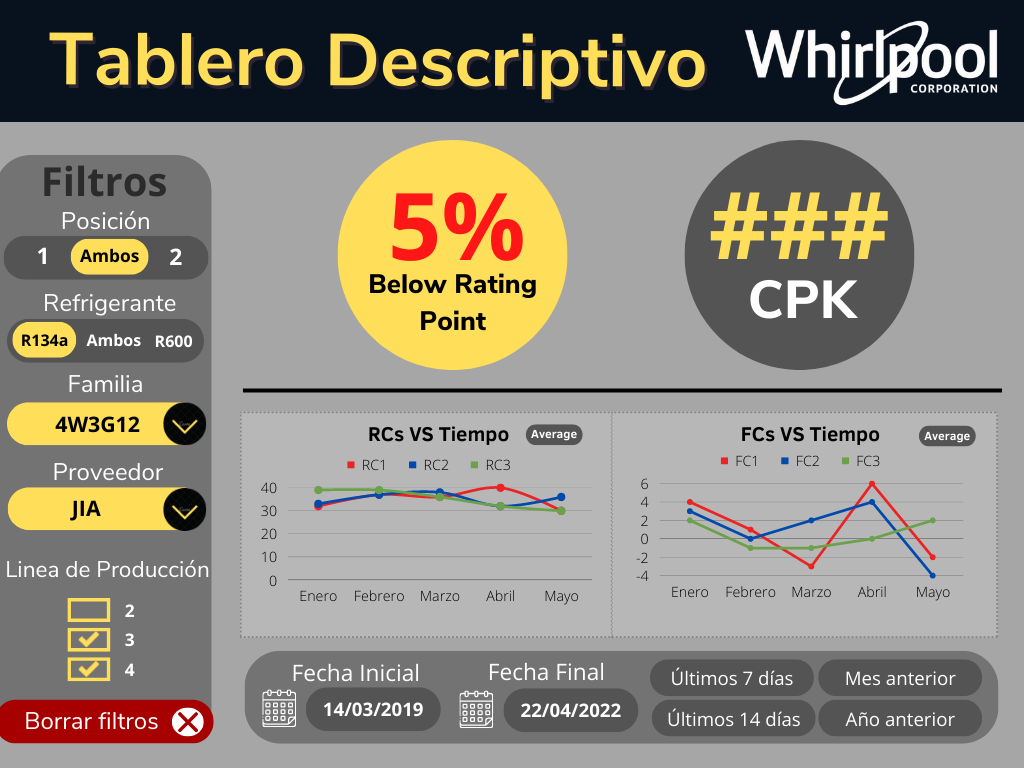 Tablero Descriptivo
Whirlpool
CORPORATION
Filtros
Posición
1 Ambos 2
Refrigerante
R134a Ambos R600
Familia
4W3G12
Proveedor
JIA
Linea de Producción
2
3
4
Borrar filtros
5%
Below Rating
Point
###
CPK
RCs VS Tiempo
Average
RC1 RC2 RC3
40
30
20
10
0
Enero Febrero Marzo Abril Mayo
FCs VS Tiempo
Average
FC1 FC2 FC3
6
4
2
0
-2
-4
Enero Febrero Marzo Abril Mayo
Fecha Inicial
14/03/2019
Fecha Final
22/04/2022
Últimos 7 días
Mes anterior
Últimos 14 días
Año anterior